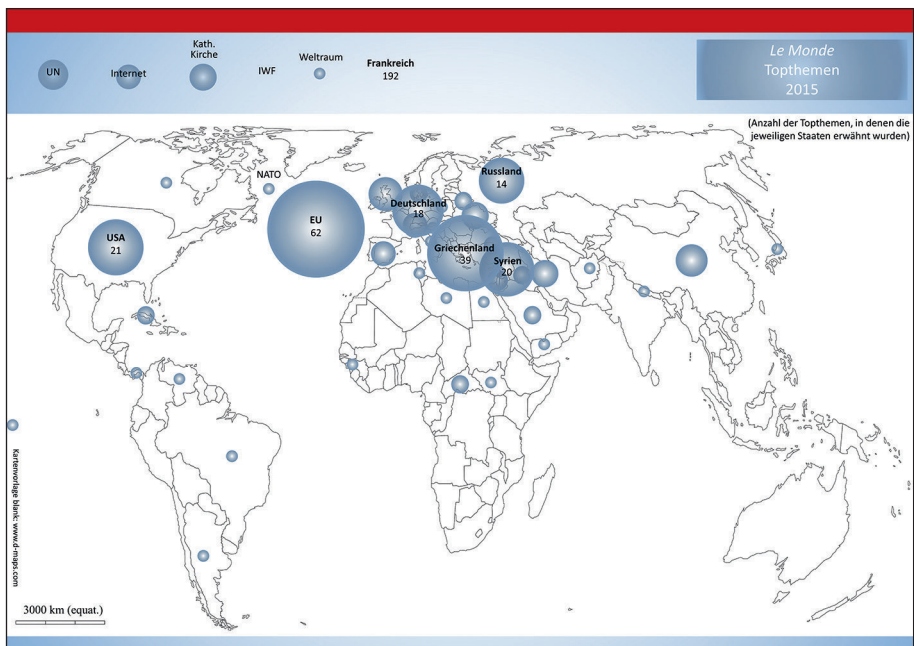 Le Monde
Topthemen
2015
UN
Internet
Kath.
Kirche
IWF
Weltraum
Frankreich
192
(Anzahl der Topthemen, in denen die
jeweiligen Staaten erwähnt wurden)
NATO
Russland
14
Deutschland
18
EU
62
USA
21
Griechenland
39
Syrien
20
Kartenvorlage blank: www.d-maps.com
3000 km (equat.)